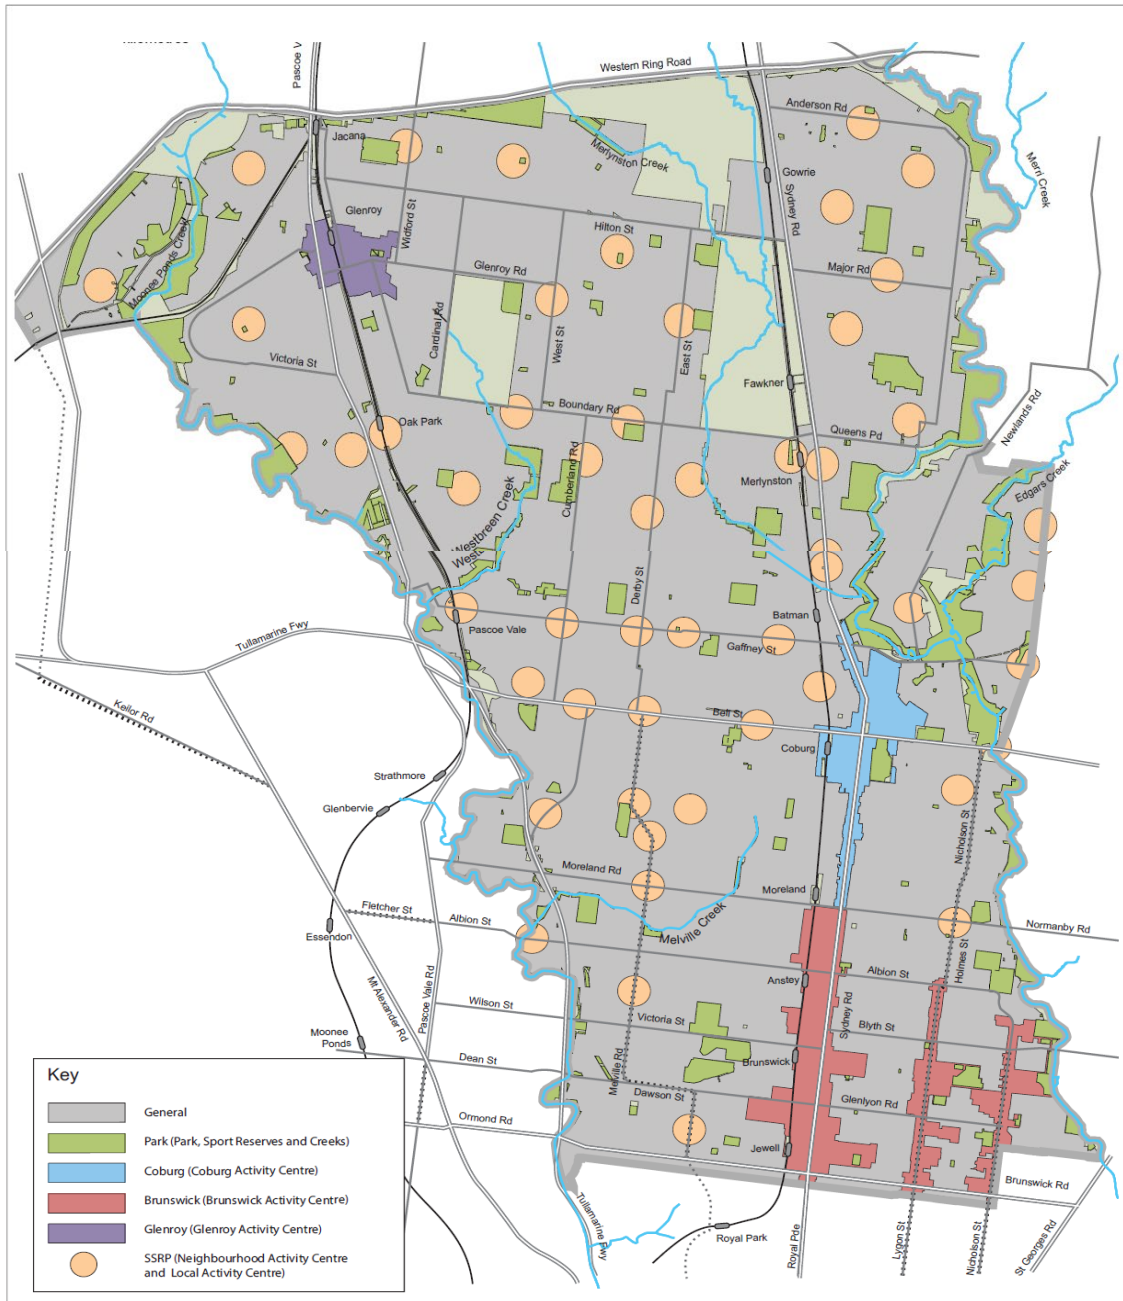 Pascoe V
Western Ring Road
Anderson Rd
Jacana
Merlynston Creek
Merri Creek
Gowrie
Sydney Rd
Glenroy
Widford St
Hilton St
Moonee Ponds Creek
Glenroy Rd
Major Rd
Cardinal Rd
West St
East St
Victoria St
Fawkner
Boundary Rd
Oak Park
Queens Pd
Newlands Rd
Cumberland Rd
Merlynston
Edgars Creek
Westbreen Creek
West
Derby St
Batman
Pascoe Vale
Gaffney St
Tullamarine Fwy
Keilor Rd
Bell St
Coburg
Strathmore
Glenbervie
Nicholson St
Moreland Rd
Moreland
Fletcher St
Albion St
Melville Creek
Normanby Rd
Essendon
Holmes St
Albion St
Anstey
Mt Alexander Rd
Pascoe Vale Rd
Wilson St
Victoria St
Sydney Rd
Blyth St
Moonee
Ponds
Dean St
Melville Rd
Brunswick
Dawson St
Glenlyon Rd
Ormond Rd
Jewell
Brunswick Rd
Tullamarine Fwy
Royal Park
Royal Pde
Lygon St
Nicholson St
St Georges Rd
Key
General
Park (Park, Sport Reserves and Creeks)
Coburg (Coburg Activity Centre)
Brunswick (Brunswick Activity Centre)
Glenroy (Glenroy Activity Centre)
SSRP (Neighbourhood Activity Centre
and Local Activity Centre)